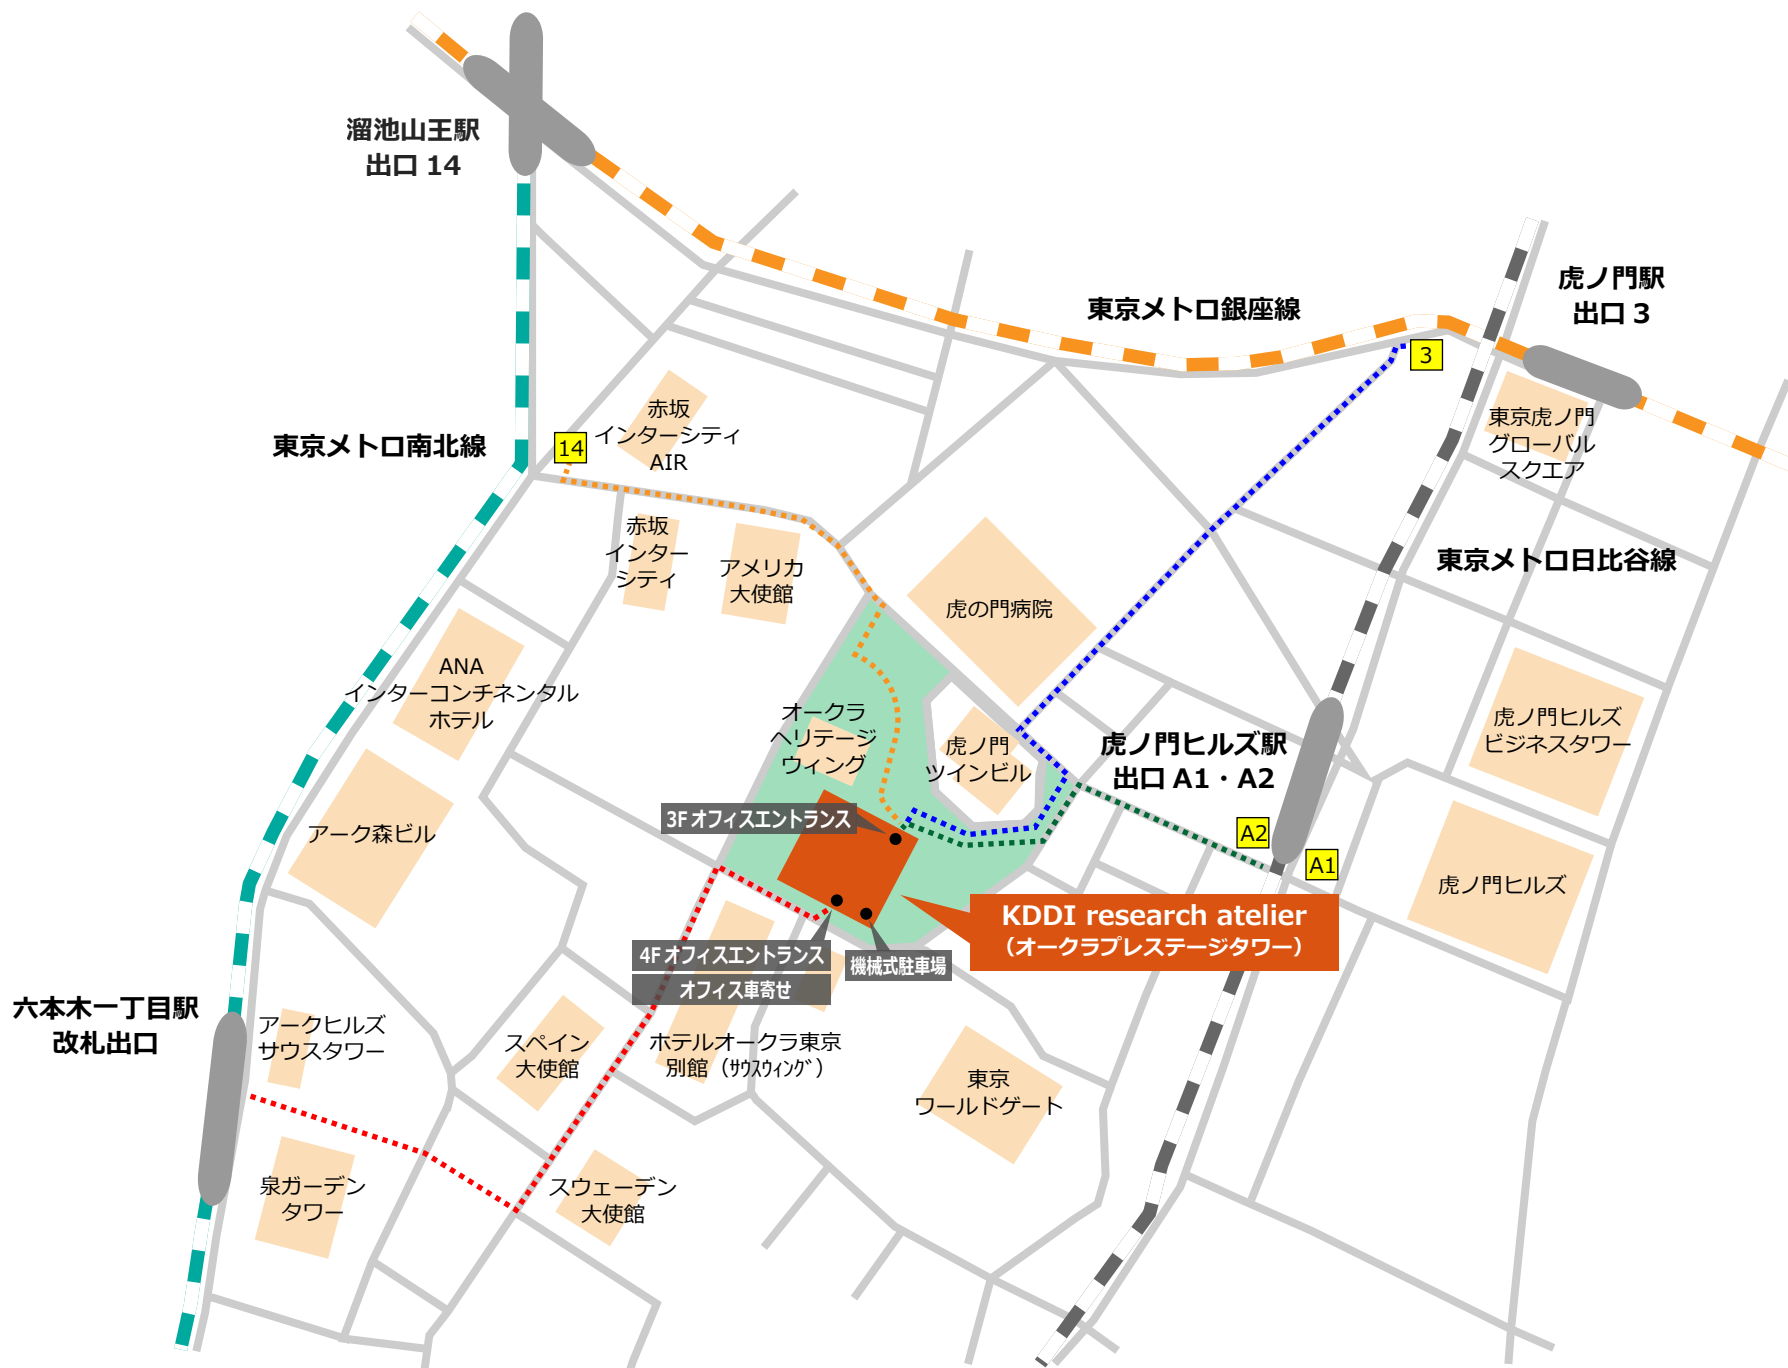 溜池山王駅
出口 14
虎ノ門駅
出口 3
東京メトロ銀座線
3
東京虎ノ門
グローバル
スクエア
赤坂
インターシティ
AIR
14
東京メトロ南北線
赤坂
インター
シティ
アメリカ
大使館
東京メトロ日比谷線
虎の門病院
ANA
インターコンチネンタル
ホテル
オークラ
ヘリテージ
ウィング
虎ノ門
ツインビル
虎ノ門ヒルズ駅
出口 A1・A2
虎ノ門ヒルズ
ビジネスタワー
3F オフィスエントランス
アーク森ビル
A2
A1
虎ノ門ヒルズ
KDDI research atelier
（オークラプレステージタワー）
4F オフィスエントランス
オフィス車寄せ
機械式駐車場
六本木一丁目駅
改札出口
アークヒルズ
サウスタワー
スペイン
大使館
ホテルオークラ東京
別館（ｻｳｽｳｨﾝｸﾞ）
東京
ワールドゲート
泉ガーデン
タワー
スウェーデン
大使館